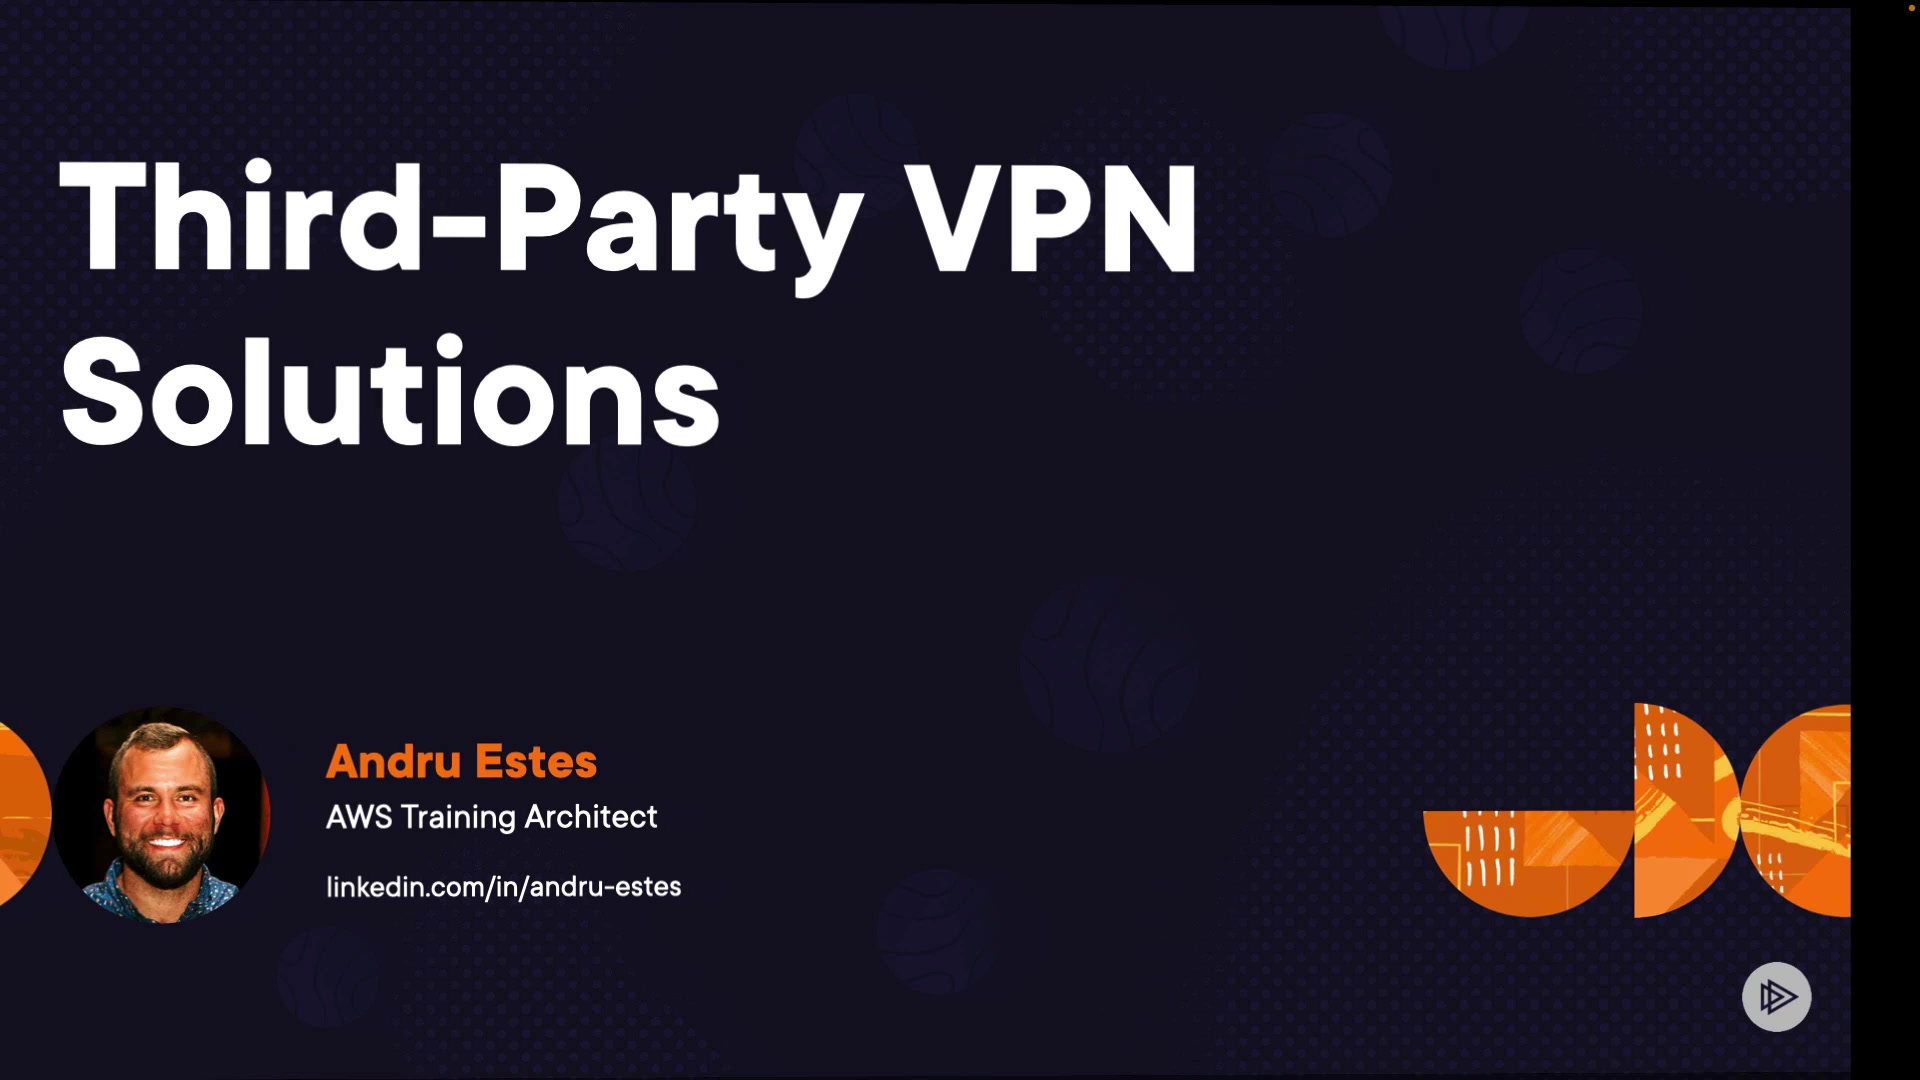 Third-Party VPN
Solutions
Andru Estes
AWS Training Architect
linkedin.com/in/andru-estes